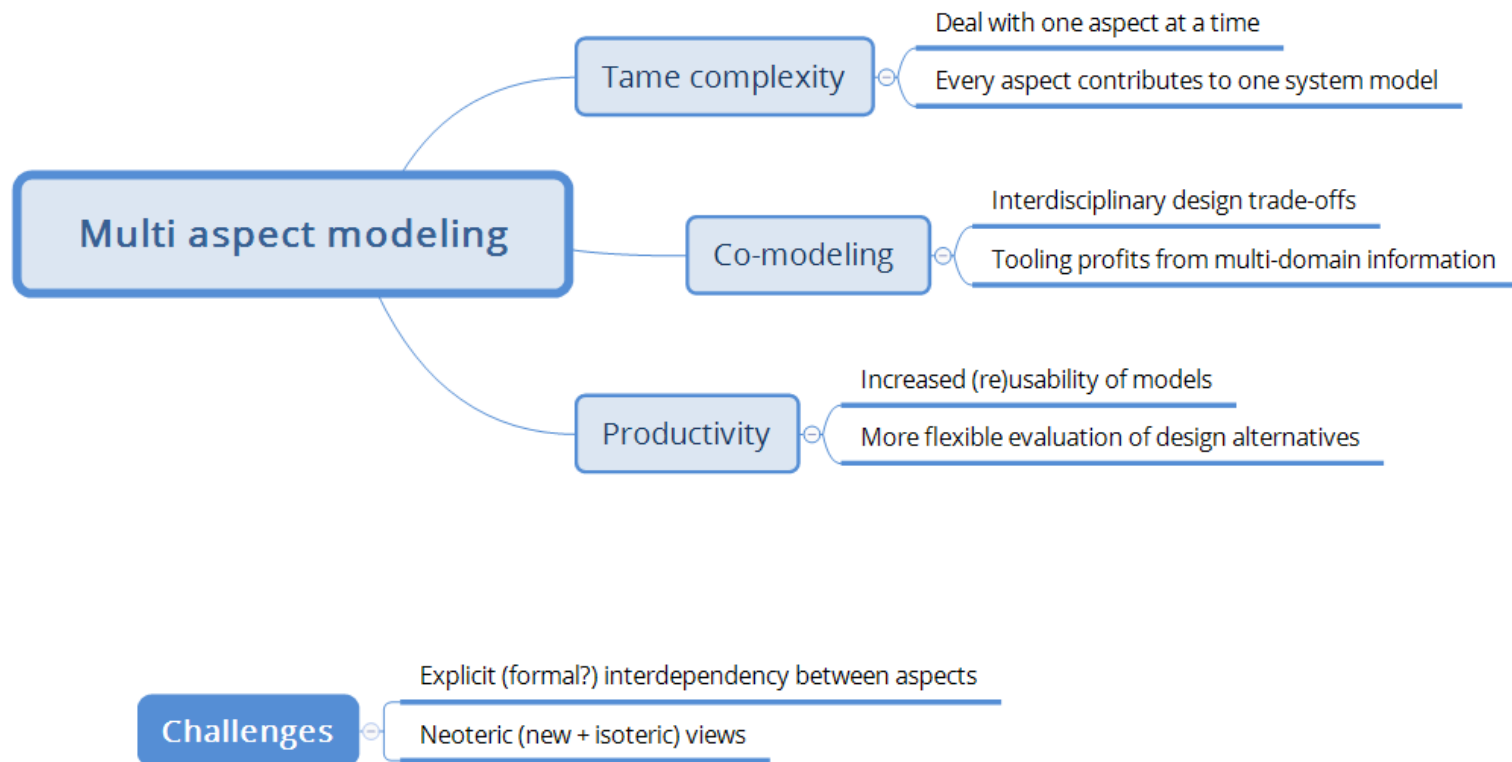 Multi aspect modeling
Tame complexity
Deal with one aspect at a time
Every aspect contributes to one system model
Co-modeling
Interdisciplinary design trade-offs
Tooling profits from multi-domain information
Productivity
Increased (re)usability of models
More flexible evaluation of design alternatives
Challenges
Explicit (formal?) interdependency between aspects
Neoteric (new + isoteric) views